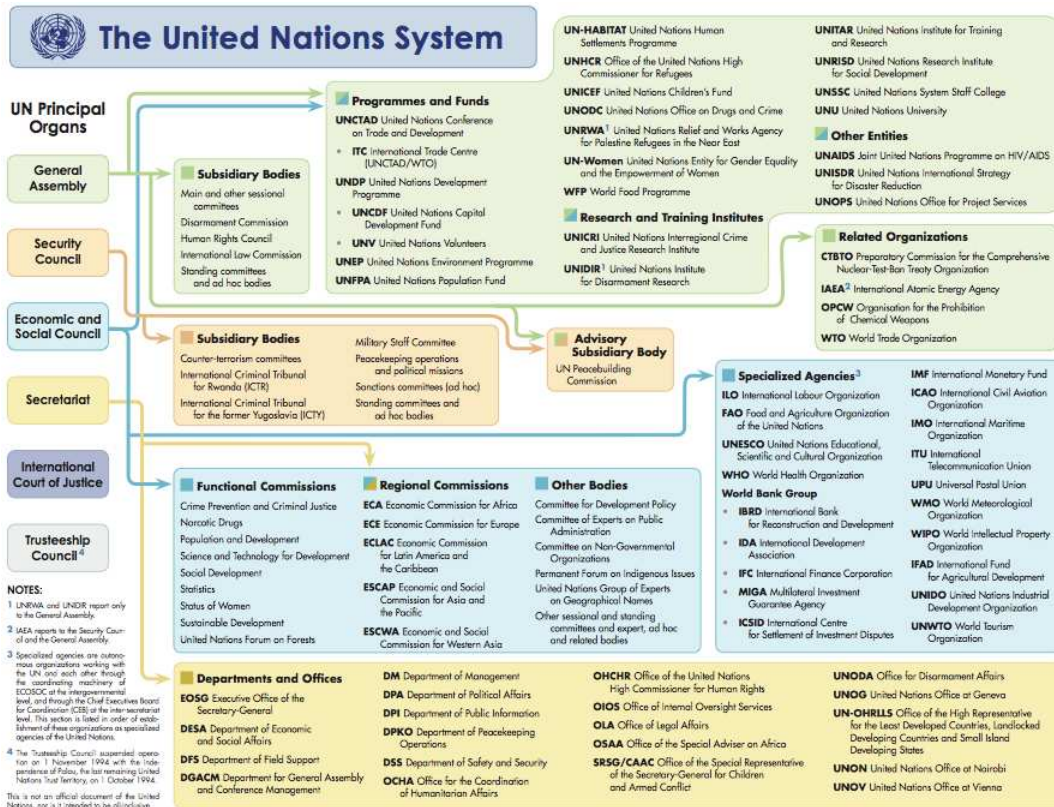 The United Nations System
UN Principal
Organs
General
Assembly
Security
Council
Economic and
Social Council
Secretariat
International
Court of Justice
Trusteeship
Council 4
NOTES:
1 UNRWA and UNIDIR report only
to the General Assembly.
2 IAEA reports to the Security Coun-
cil and the General Assembly.
3 Specialized agencies are autono-
mous organizations working with
the UN and each other through
the coordinating machinery of
ECOSOC at the intergovernmental
level, and through the Chief Executives Board
for Coordination (CEB) at the inter-secretariat
level. This section is listed in order of estab-
lishment of these organizations as specialized
agencies of the United Nations.
4 The Trusteeship Council suspended opera-
tion on 1 November 1994 with the inde-
pendence of Palau, the last remaining United
Nations Trust Territory, on 1 October 1994.
This is not an official document of the United
Nations, nor is it intended to be all-inclusive.
Subsidiary Bodies
Main and other sessional
committees
Disarmament Commission
Human Rights Council
International Law Commission
Standing committees
and ad hoc bodies
Programmes and Funds
UNCTAD United Nations Conference
on Trade and Development
• ITC International Trade Centre
(UNCTAD/WTO)
UNDP United Nations Development
Programme
• UNCDF United Nations Capital
Development Fund
• UNV United Nations Volunteers
UNEP United Nations Environment Programme
UNFPA United Nations Population Fund
UN-HABITAT United Nations Human
Settlements Programme
UNHCR Office of the United Nations High
Commissioner for Refugees
UNICEF United Nations Children's Fund
UNODC United Nations Office on Drugs and Crime
UNRWA1 United Nations Relief and Works Agency
for Palestine Refugees in the Near East
UN-Women United Nations Entity for Gender Equality
and the Empowerment of Women
WFP World Food Programme
Research and Training Institutes
UNICRI United Nations Interregional Crime
and Justice Research Institute
UNIDIR1 United Nations Institute
for Disarmament Research
UNITAR United Nations Institute for Training
and Research
UNRISD United Nations Research Institute
for Social Development
UNSSC United Nations System Staff College
UNU United Nations University
Other Entities
UNAIDS Joint United Nations Programme on HIV/AIDS
UNISDR United Nations International Strategy
for Disaster Reduction
UNOPS United Nations Office for Project Services
Related Organizations
CTBTO Preparatory Commission for the Comprehensive
Nuclear-Test-Ban Treaty Organization
IAEA2 International Atomic Energy Agency
OPCW Organisation for the Prohibition
of Chemical Weapons
WTO World Trade Organization
Subsidiary Bodies
Counter-terrorism committees
International Criminal Tribunal
for Rwanda (ICTR)
International Criminal Tribunal
for the former Yugoslavia (ICTY)
Military Staff Committee
Peacekeeping operations
and political missions
Sanctions committees (ad hoc)
Standing committees and
ad hoc bodies
Advisory
Subsidiary Body
UN Peacebuilding
Commission
Functional Commissions
Crime Prevention and Criminal Justice
Narcotic Drugs
Population and Development
Science and Technology for Development
Social Development
Statistics
Status of Women
Sustainable Development
United Nations Forum on Forests
Regional Commissions
ECA Economic Commission for Africa
ECE Economic Commission for Europe
ECLAC Economic Commission
for Latin America and
the Caribbean
ESCAP Economic and Social
Commission for Asia and
the Pacific
ESCWA Economic and Social
Commission for Western Asia
Other Bodies
Committee for Development Policy
Committee of Experts on Public
Administration
Committee on Non-Governmental
Organizations
Permanent Forum on Indigenous Issues
United Nations Group of Experts
on Geographical Names
Other sessional and standing
committees and expert, ad hoc
and related bodies
Specialized Agencies3
ILO International Labour Organization
FAO Food and Agriculture Organization
of the United Nations
UNESCO United Nations Educational,
Scientific and Cultural Organization
WHO World Health Organization
World Bank Group
• IBRD International Bank
for Reconstruction and Development
• IDA International Development
Association
• IFC International Finance Corporation
• MIGA Multilateral Investment
Guarantee Agency
• ICSID International Centre
for Settlement of Investment Disputes
IMF International Monetary Fund
ICAO International Civil Aviation
Organization
IMO International Maritime
Organization
ITU International
Telecommunication Union
UPU Universal Postal Union
WMO World Meteorological
Organization
WIPO World Intellectual Property
Organization
IFAD International Fund
for Agricultural Development
UNIDO United Nations Industrial
Development Organization
UNWTO World Tourism
Organization
Departments and Offices
EOSG Executive Office of the
Secretary-General
DESA Department of Economic
and Social Affairs
DFS Department of Field Support
DGACM Department for General Assembly
and Conference Management
DM Department of Management
DPA Department of Political Affairs
DPI Department of Public Information
DPKO Department of Peacekeeping
Operations
DSS Department of Safety and Security
OCHA Office for the Coordination
of Humanitarian Affairs
OHCHR Office of the United Nations
High Commissioner for Human Rights
OIOS Office of Internal Oversight Services
OLA Office of Legal Affairs
OSAA Office of the Special Adviser on Africa
SRSG/CAAC Office of the Special Representative
of the Secretary-General for Children
and Armed Conflict
UNODA Office for Disarmament Affairs
UNOG United Nations Office at Geneva
UN-OHRLLS Office of the High Representative
for the Least Developed Countries, Landlocked
Developing Countries and Small Island
Developing States
UNON United Nations Office at Nairobi
UNOV United Nations Office at Vienna